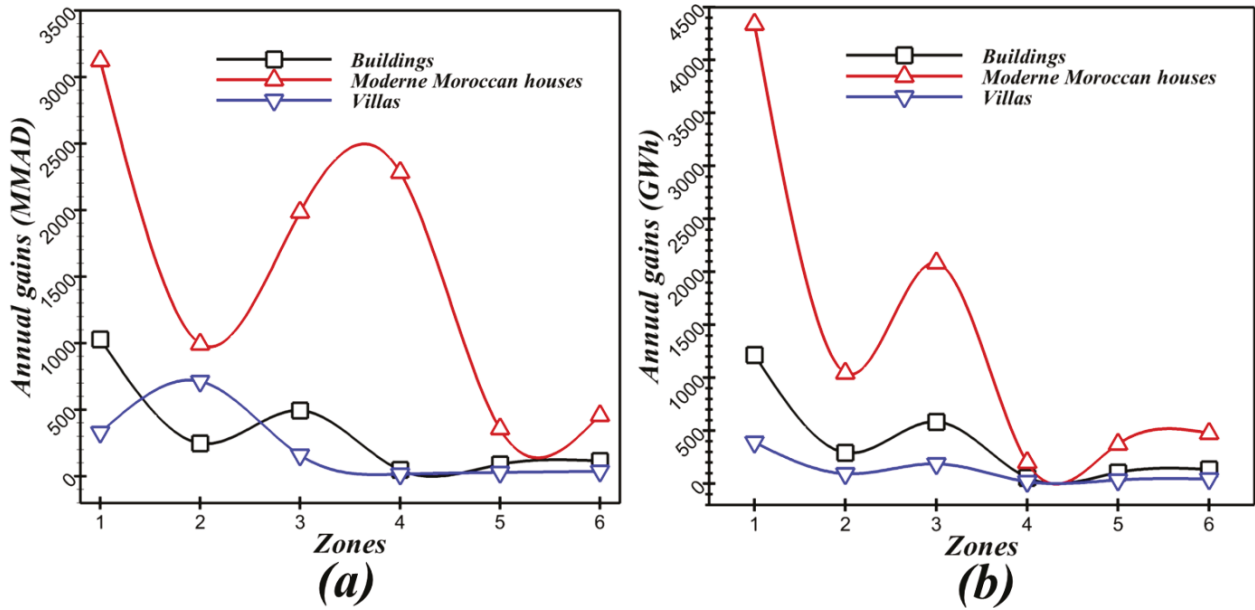 3500
3000
2500
2000
1500
1000
500
0
Annual gains (MMAD)
Buildings
Moderne Moroccan houses
Villas
1 2 3 4 5 6
Zones
(a)
4500
4000
3500
3000
2500
2000
1500
1000
500
0
Annual gains (GWh)
Buildings
Moderne Moroccan houses
Villas
1 2 3 4 5 6
Zones
(b)